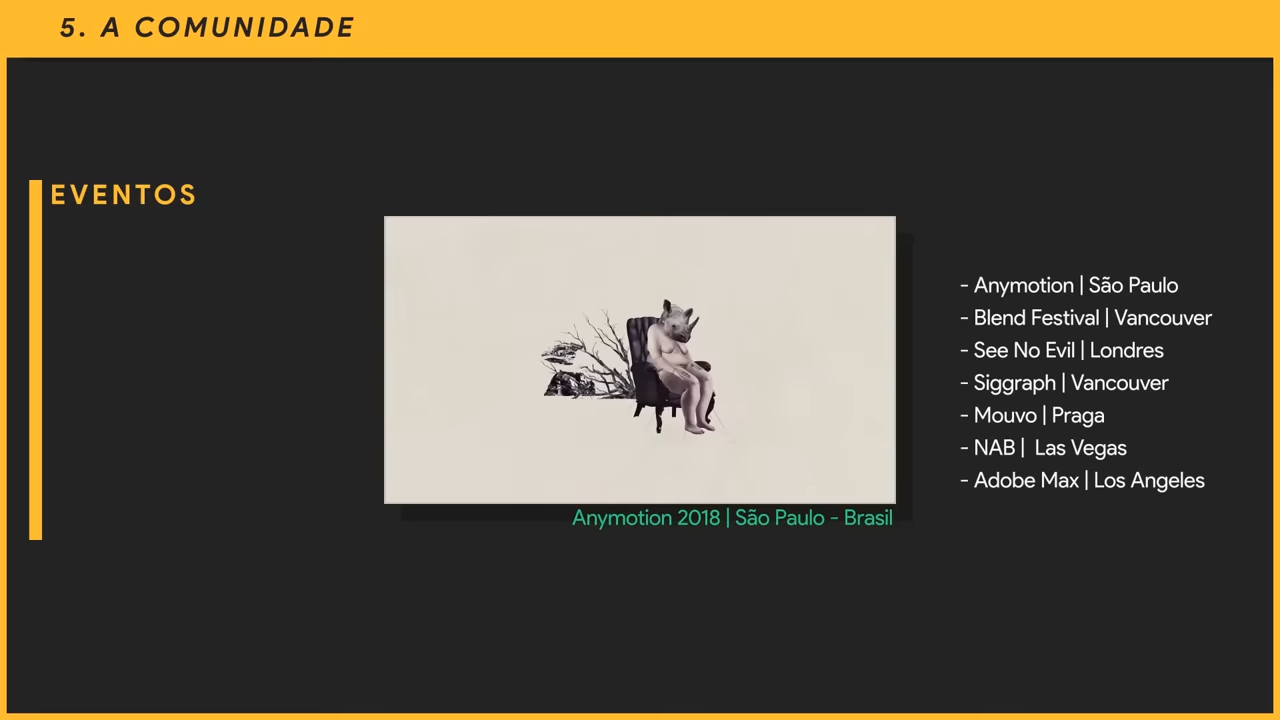 5. A COMUNIDADE
EVENTOS
- Anymotion | São Paulo
- Blend Festival | Vancouver
- See No Evil | Londres
- Siggraph | Vancouver
- Mouvo | Praga
- NAB |  Las Vegas
- Adobe Max | Los Angeles
Anymotion 2018 | São Paulo - Brasil